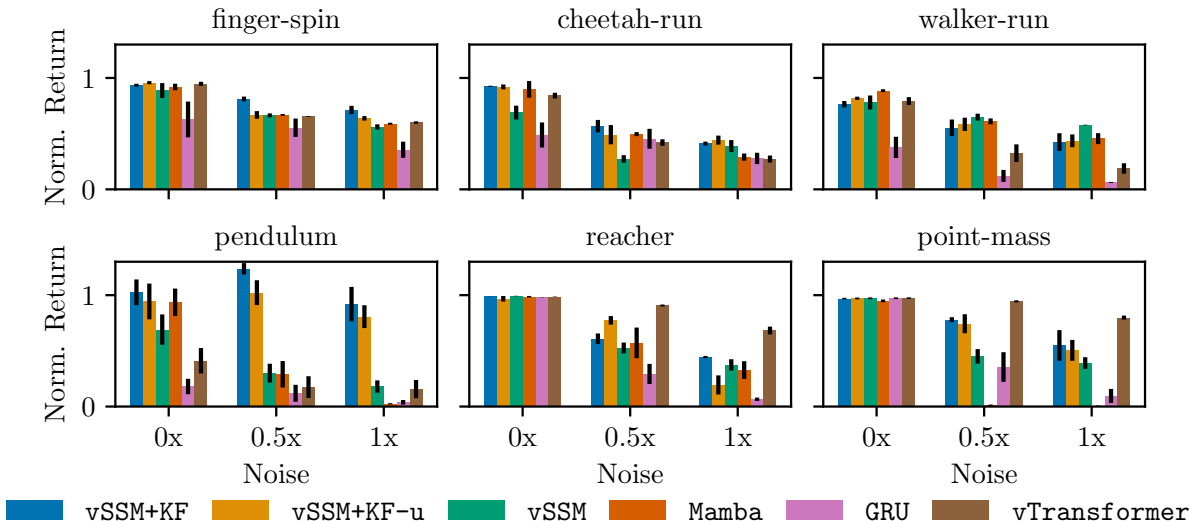 finger-spin cheetah-run walker-run
Norm. Return
1
0
pendulum reacher point-mass
Norm. Return
1
0
0x 0.5x 1x 0x 0.5x 1x 0x 0.5x 1x
Noise Noise Noise
vSSM+KF vSSM+KF-u vSSM Mamba GRU vTransformer